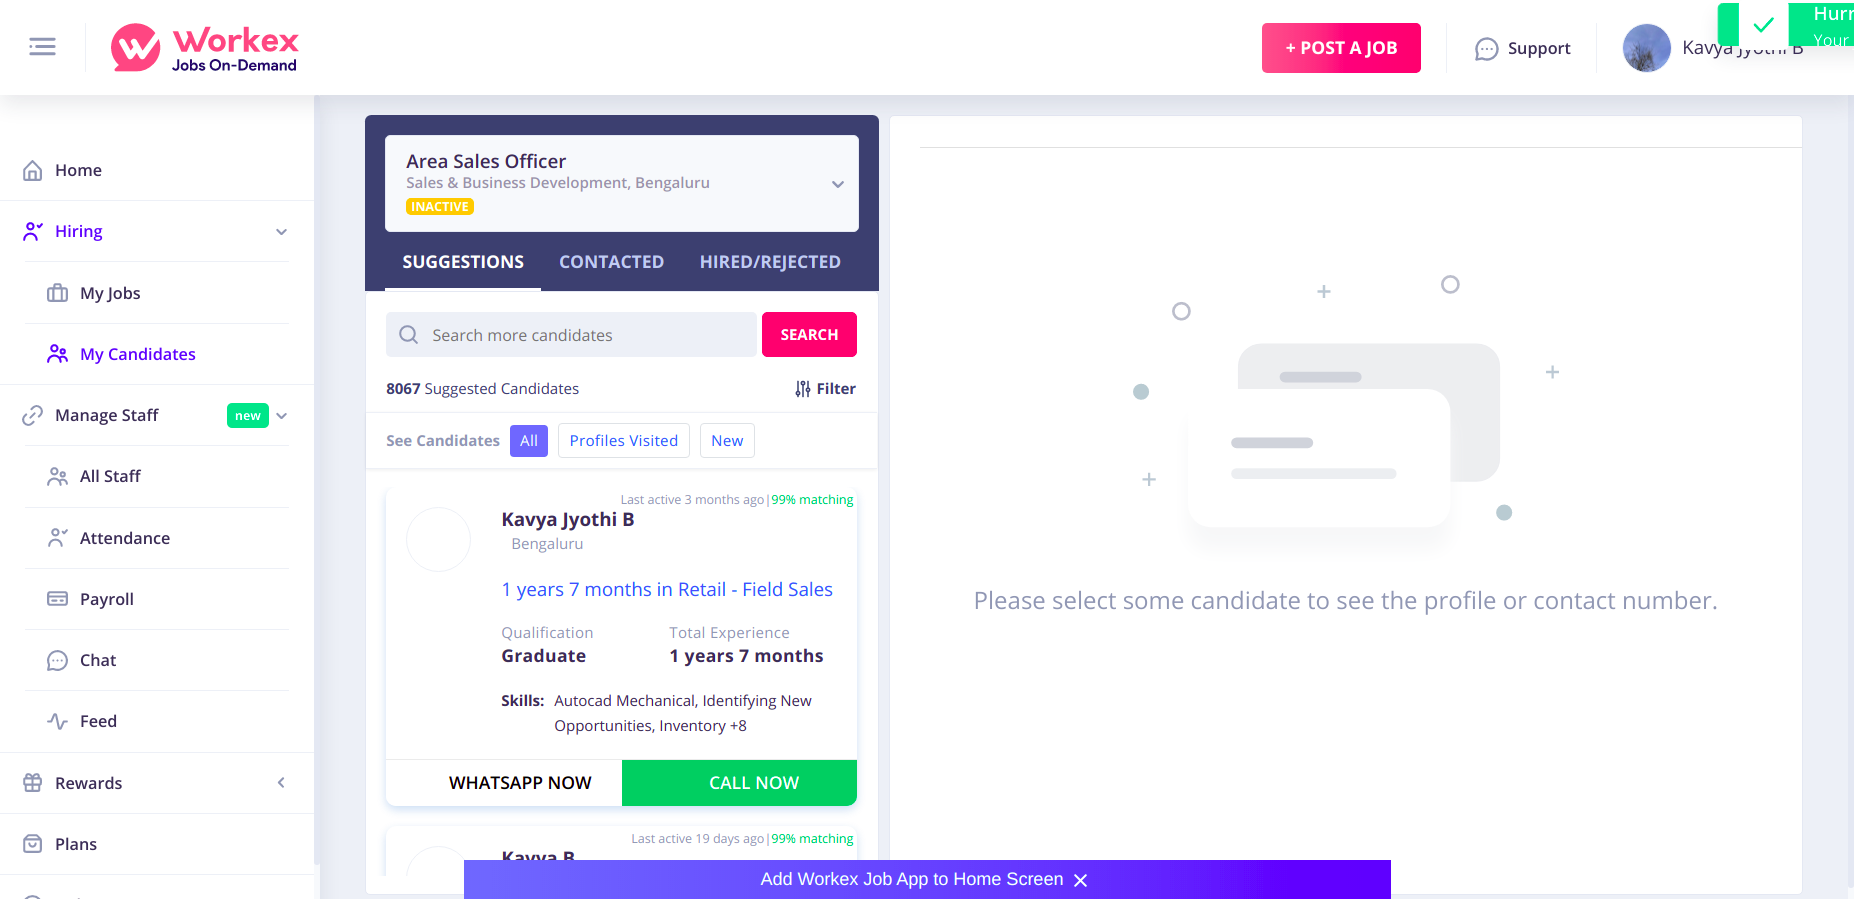 Workex
Jobs On-Demand
+ POST A JOB
Support
Kavya Jyothi B
Hurr
Your
Home
Hiring
My Jobs
My Candidates
Manage Staff
new
All Staff
Attendance
Payroll
Chat
Feed
Rewards
Plans
Area Sales Officer
Sales & Business Development, Bengaluru
INACTIVE
SUGGESTIONS CONTACTED HIRED/REJECTED
Search more candidates
SEARCH
8067 Suggested Candidates
Filter
See Candidates All Profiles Visited New
Last active 3 months ago|99% matching
Kavya Jyothi B
Bengaluru
1 years 7 months in Retail - Field Sales
Qualification Total Experience
Graduate 1 years 7 months
Skills: Autocad Mechanical, Identifying New
Opportunities, Inventory +8
WHATSAPP NOW CALL NOW
Last active 19 days ago|99% matching
Kavya B
Please select some candidate to see the profile or contact number.
Add Workex Job App to Home Screen